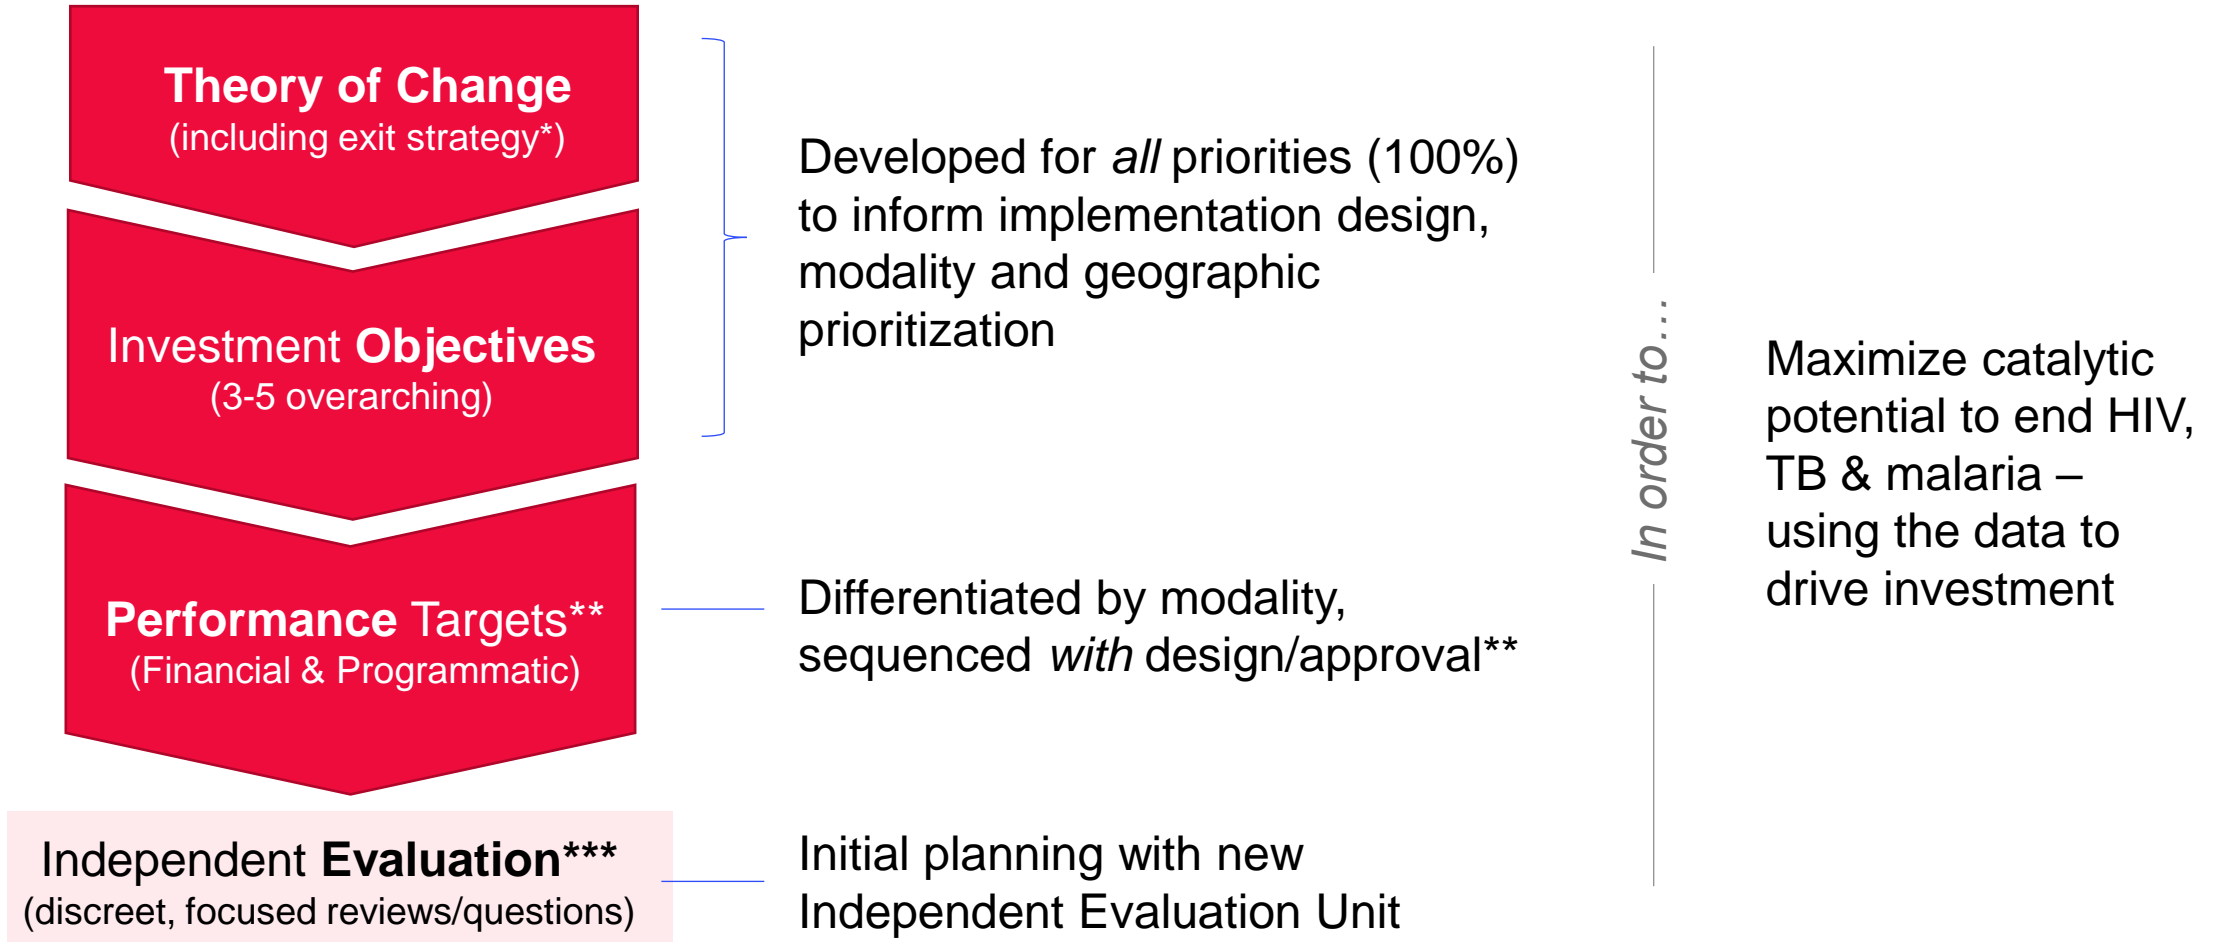 Theory of Change
(including exit strategy*)
Developed for all priorities (100%)
to inform implementation design,
modality and geographic
prioritization
Investment Objectives
(3-5 overarching)
Performance Targets**
(Financial & Programmatic)
Differentiated by modality,
sequenced with design/approval**
Independent Evaluation***
(discreet, focused reviews/questions)
Initial planning with new
Independent Evaluation Unit
In order to…
Maximize catalytic
potential to end HIV,
TB & malaria –
using the data to
drive investment